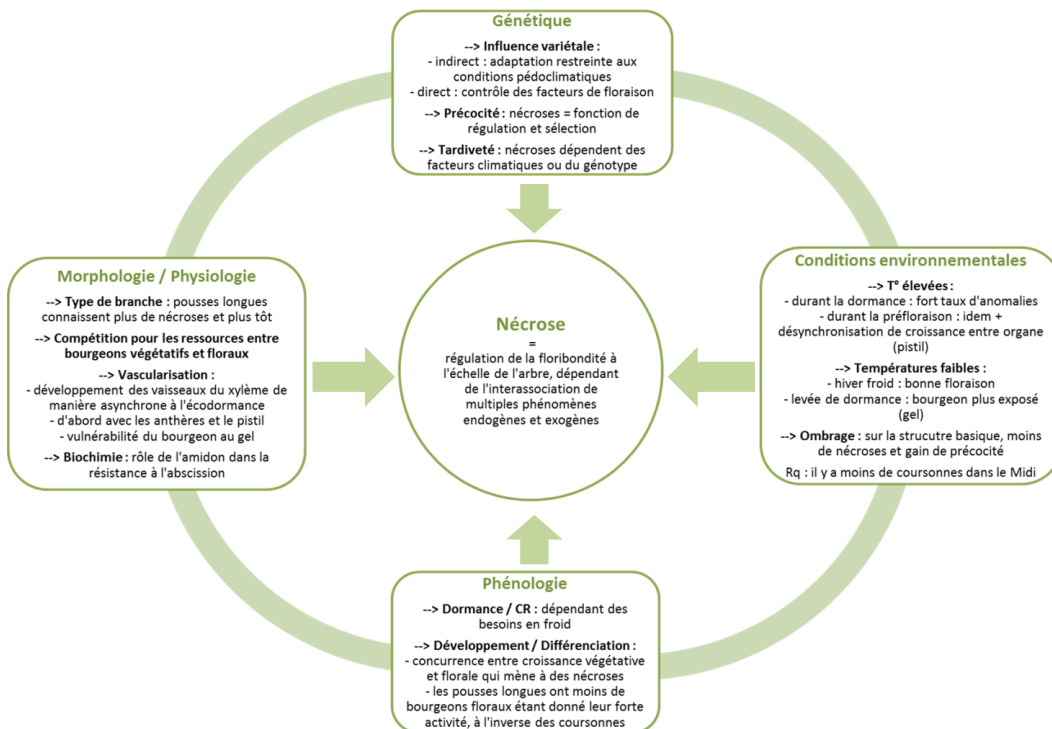 Génétique
--> Influence variétale :
- indirect : adaptation restreinte aux
conditions pédoclimatiques
- direct : contrôle des facteurs de floraison
--> Précocité : nécroses = fonction de
régulation et sélection
--> Tardiveté : nécroses dépendent des
facteurs climatiques ou du génotype
Morphologie / Physiologie
--> Type de branche : pousses longues
connaissent plus de nécroses et plus tôt
--> Compétition pour les ressources entre
bourgeons végétatifs et floraux
--> Vascularisation :
- développement des vaisseaux du xylème de
manière asynchrone à l'écodormance
- d'abord avec les anthères et le pistil
- vulnérabilité du bourgeon au gel
--> Biochimie : rôle de l'amidon dans la
résistance à l'abscission
Nécrose
=
régulation de la floribondité à
l'échelle de l'arbre, dépendant
de l'interassociation de
multiples phénomènes
endogènes et exogènes
Conditions environnementales
--> T° élevées :
- durant la dormance : fort taux d'anomalies
- durant la préfloraison : idem +
désynchronisation de croissance entre organe
(pistil)
--> Températures faibles :
- hiver froid : bonne floraison
- levée de dormance : bourgeon plus exposé
(gel)
--> Ombrage : sur la strucutre basique, moins
de nécroses et gain de précocité
Rq : il y a moins de coursonnes dans le Midi
Phénologie
--> Dormance / CR : dépendant des
besoins en froid
--> Développement / Différenciation :
- concurrence entre croissance végétative
et florale qui mène à des nécroses
- les pousses longues ont moins de
bourgeons floraux étant donné leur forte
activité, à l'inverse des coursonnes